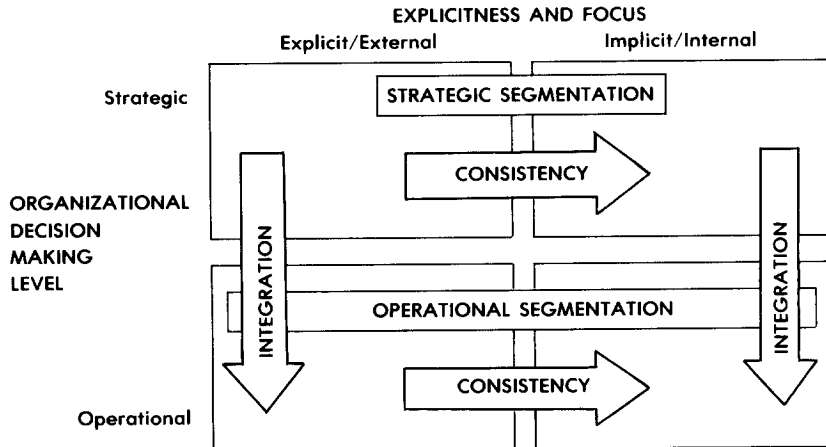 EXPLICITNESS AND FOCUS
Explicit/External
Implicit/Internal
Strategic
STRATEGIC SEGMENTATION
CONSISTENCY
ORGANIZATIONAL
DECISION
MAKING
LEVEL
INTEGRATION
INTEGRATION
OPERATIONAL SEGMENTATION
CONSISTENCY
Operational